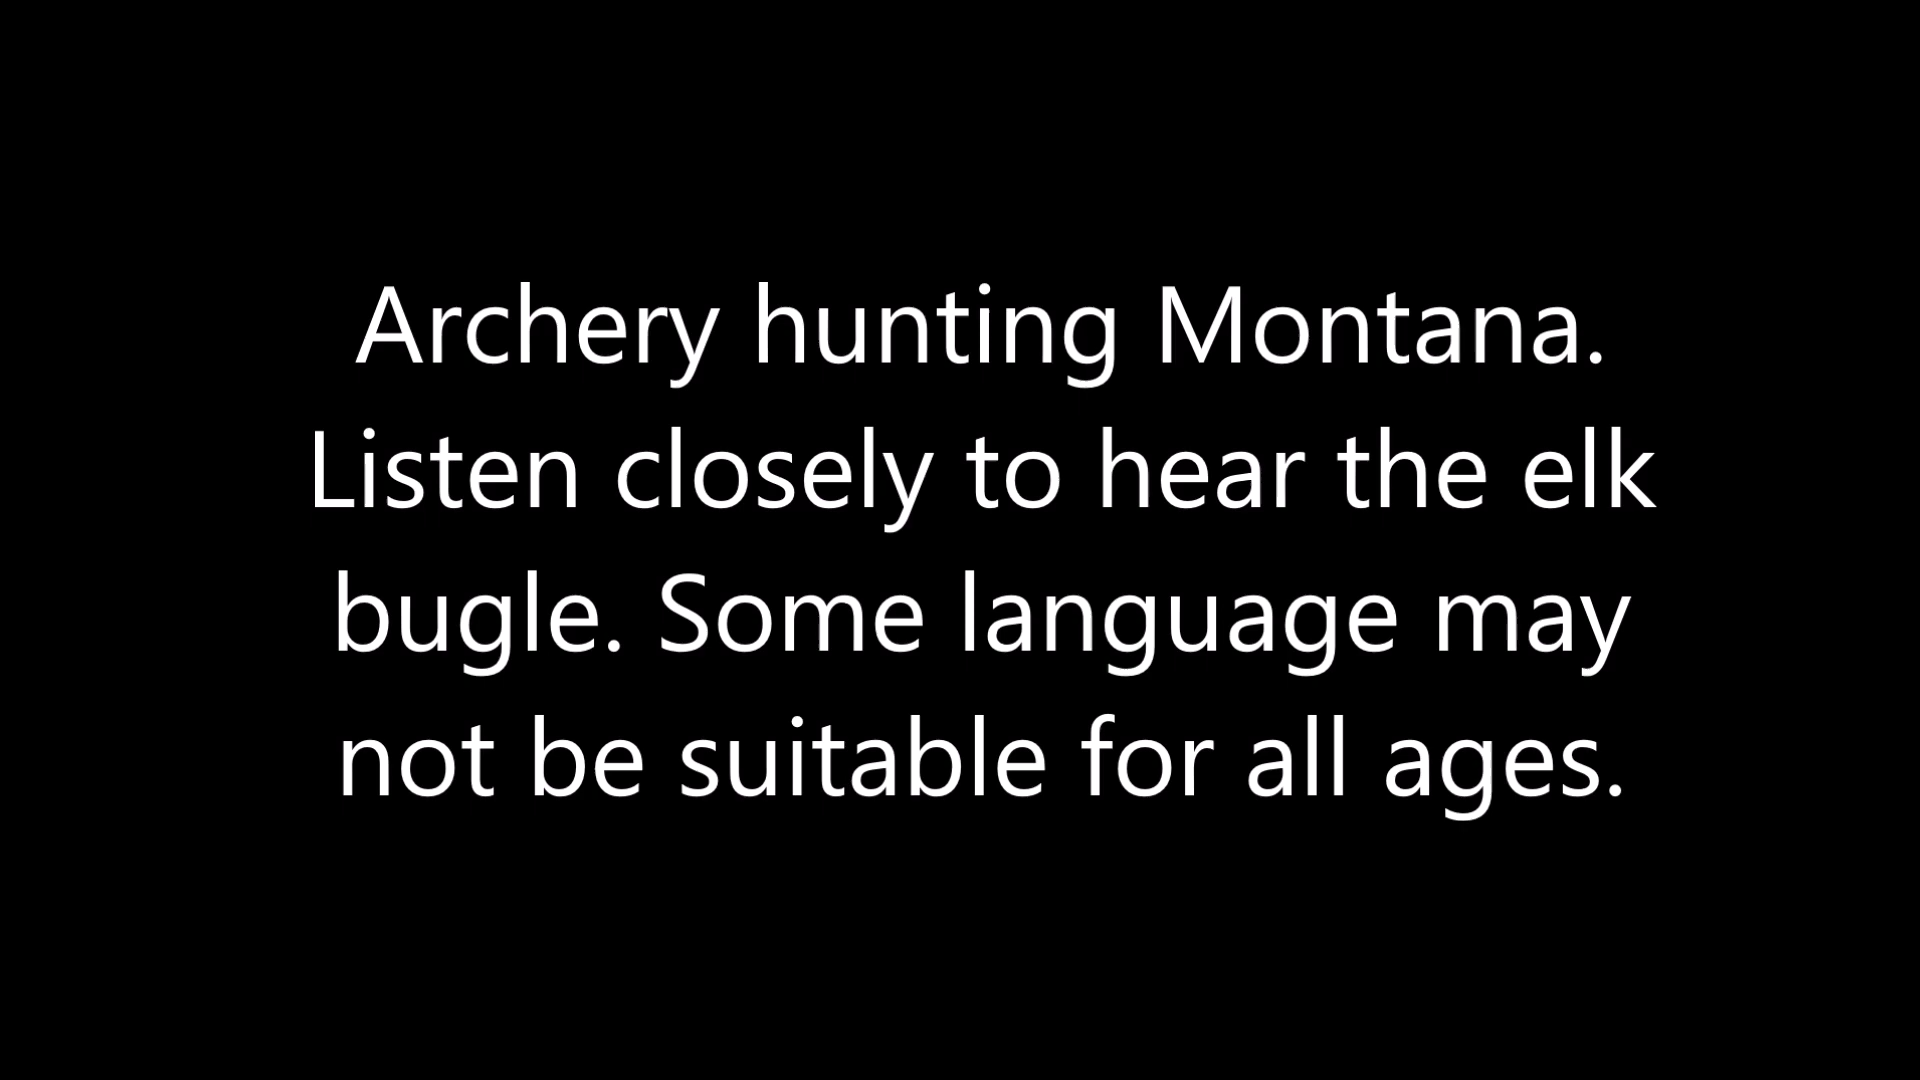 Archery hunting Montana.
Listen closely to hear the elk
bugle. Some language may
not be suitable for all ages.